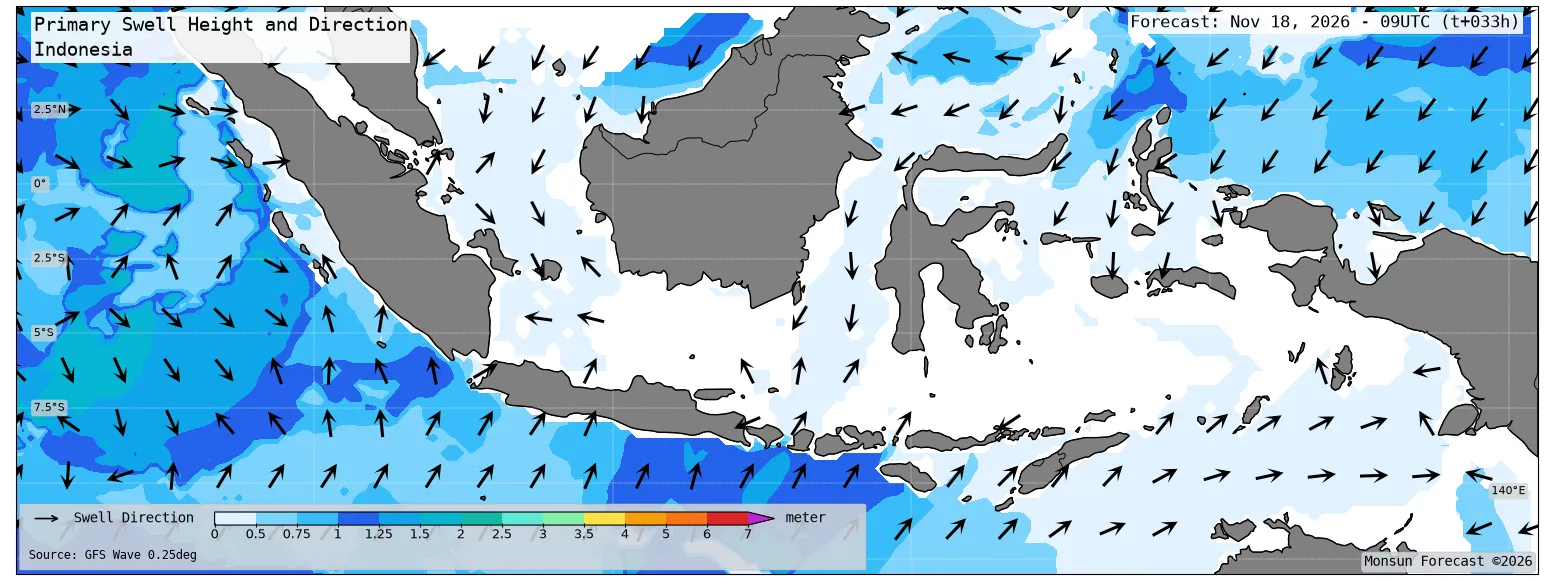 Primary Swell Height and Direction
Indonesia
Forecast: Nov 18, 2026 - 09UTC (t+033h)
2.5°N
0°
2.5°S
5°S
7.5°S
140°E
Swell Direction
meter
0 0.5 0.75 1 1.25 1.5 2 2.5 3 3.5 4 5 6 7
Source: GFS Wave 0.25deg
Monsun Forecast ©2026